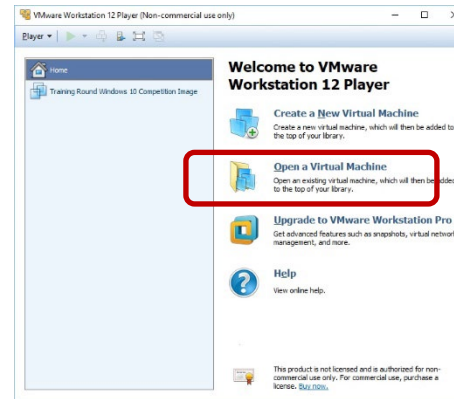 VMware Workstation 12 Player (Non-commercial use only)
Player
Home
Training Round Windows 10 Competition Image
Welcome to VMware
Workstation 12 Player
Create a New Virtual Machine
Create a new virtual machine, which will then be added to
the top of your library.
Open a Virtual Machine
Open an existing virtual machine, which will then be added
to the top of your library.
Upgrade to VMware Workstation Pro
Get advanced features such as snapshots, virtual network
management, and more.
Help
View online help.
This product is not licensed and is authorized for non-
commercial use only. For commercial use, purchase a
license. Buy now.